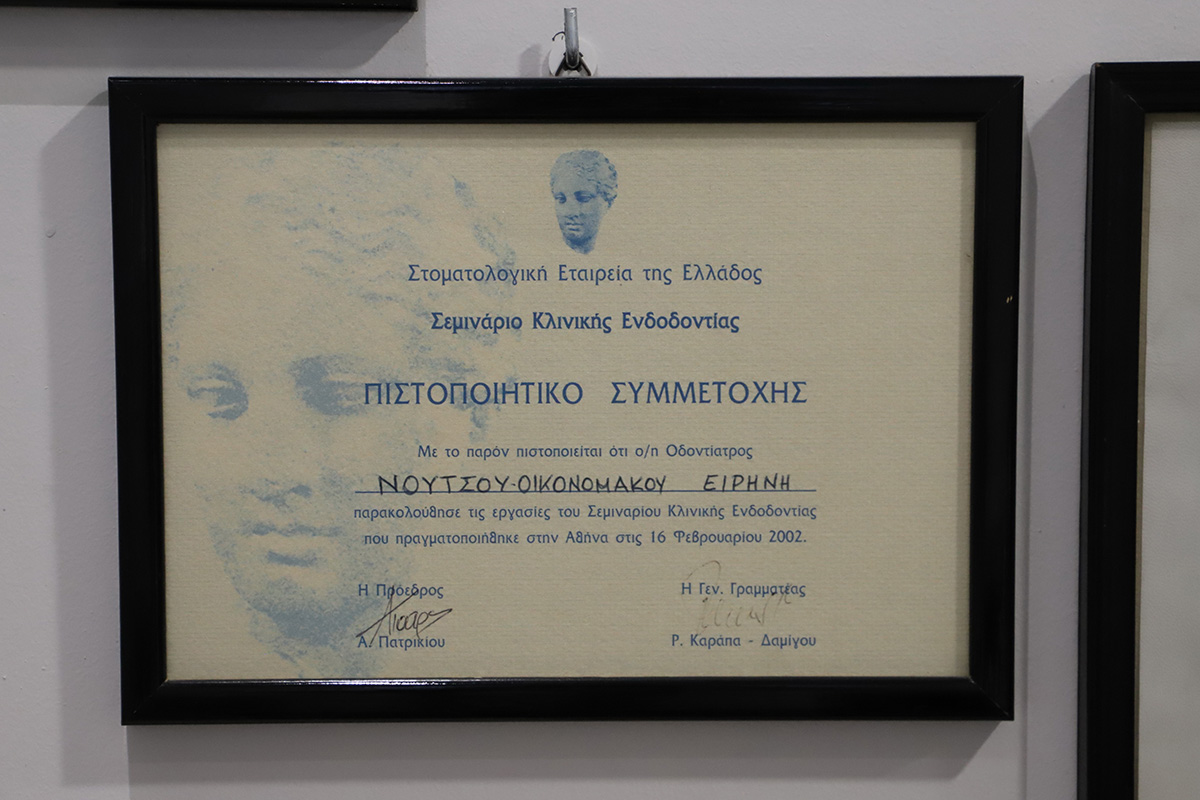 Στοματολογική Εταιρεία της Ελλάδος
Σεμινάριο Κλινικής Ενδοδοντίας
ΠΙΣΤΟΠΟΙΗΤΙΚΟ ΣΥΜΜΕΤΟΧΗΣ
Με το παρόν πιστοποιείται ότι ο/η Οδοντίατρος
ΝΟΥΤΣΟΥ-ΟΙΚΟΝΟΜΑΚΟΥ ΕΙΡΗΝΗ
παρακολούθησε τις εργασίες του Σεμιναρίου Κλινικής Ενδοδοντίας
που πραγματοποιήθηκε στην Αθήνα στις 16 Φεβρουαρίου 2002.
Η Πρόεδρος
Η Γεν. Γραμματέας
Α. Πατρικίου
Ρ. Καράπα - Δαμίγου